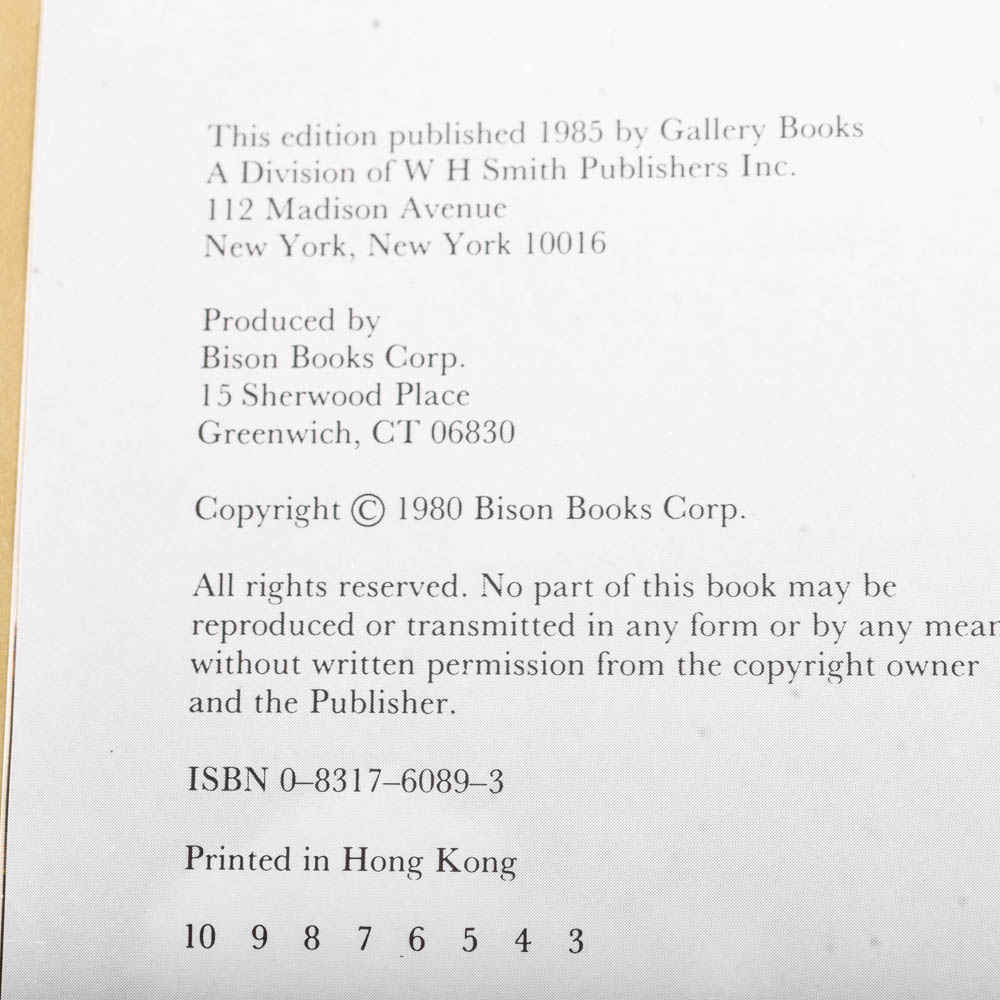 This edition published 1985 by Gallery Books
A Division of W H Smith Publishers Inc.
112 Madison Avenue
New York, New York 10016
Produced by
Bison Books Corp.
15 Sherwood Place
Greenwich, CT 06830
Copyright © 1980 Bison Books Corp.
All rights reserved. No part of this book may be
reproduced or transmitted in any form or by any
without written permission from the copyright owner
and the Publisher.
ISBN 0–8317–6089–3
Printed in Hong Kong
10 9 8 7 6 5 4 3